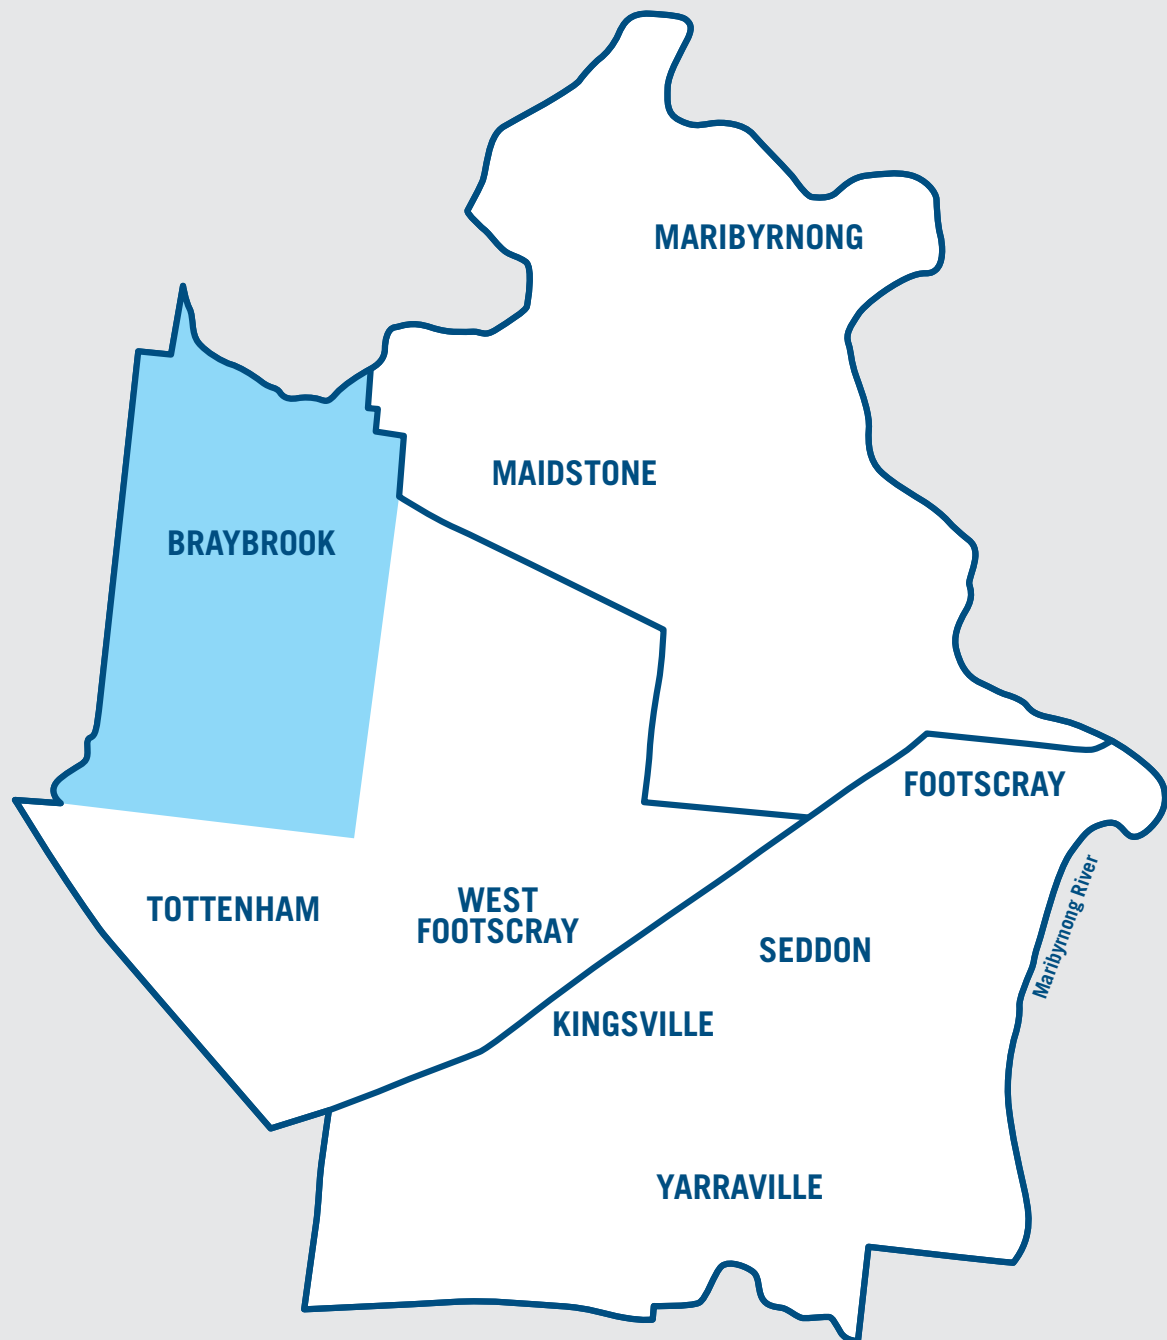 MARIBYRNONG
MAIDSTONE
BRAYBROOK
FOOTSCRAY
Maribyrnong River
TOTTENHAM
WEST
FOOTSCRAY
SEDDON
KINGSVILLE
YARRAVILLE